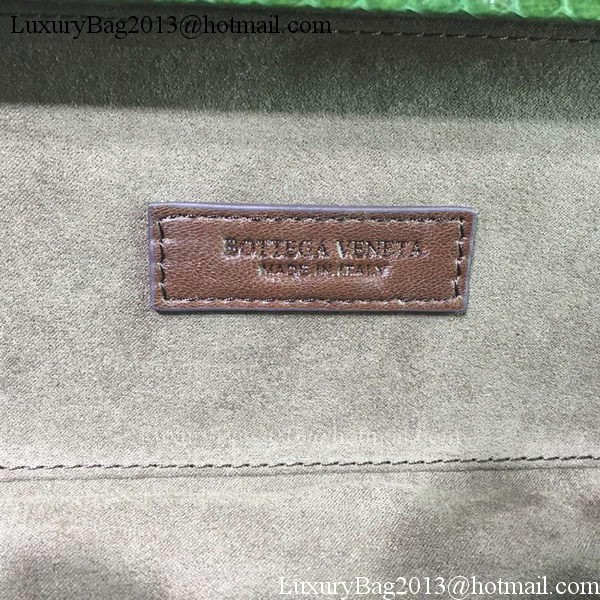 LuxuryBag2013@hotmail.com
BOTTEGA VENETA
MADE IN ITALY
LuxuryBag2013@hotmail.com